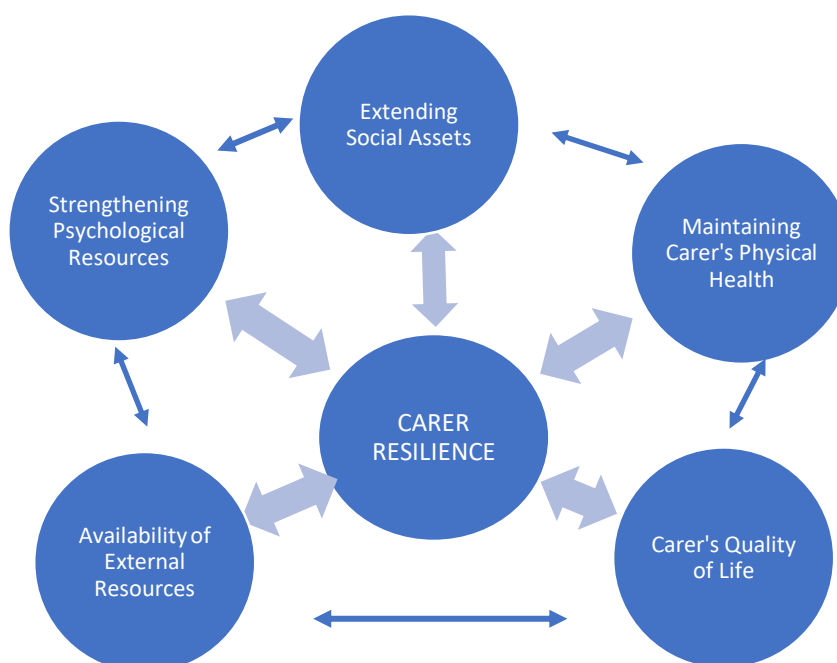 Extending
Social Assets
Strengthening
Psychological
Resources
Maintaining
Carer's Physical
Health
CARER
RESILIENCE
Availability of
External
Resources
Carer's Quality
of Life